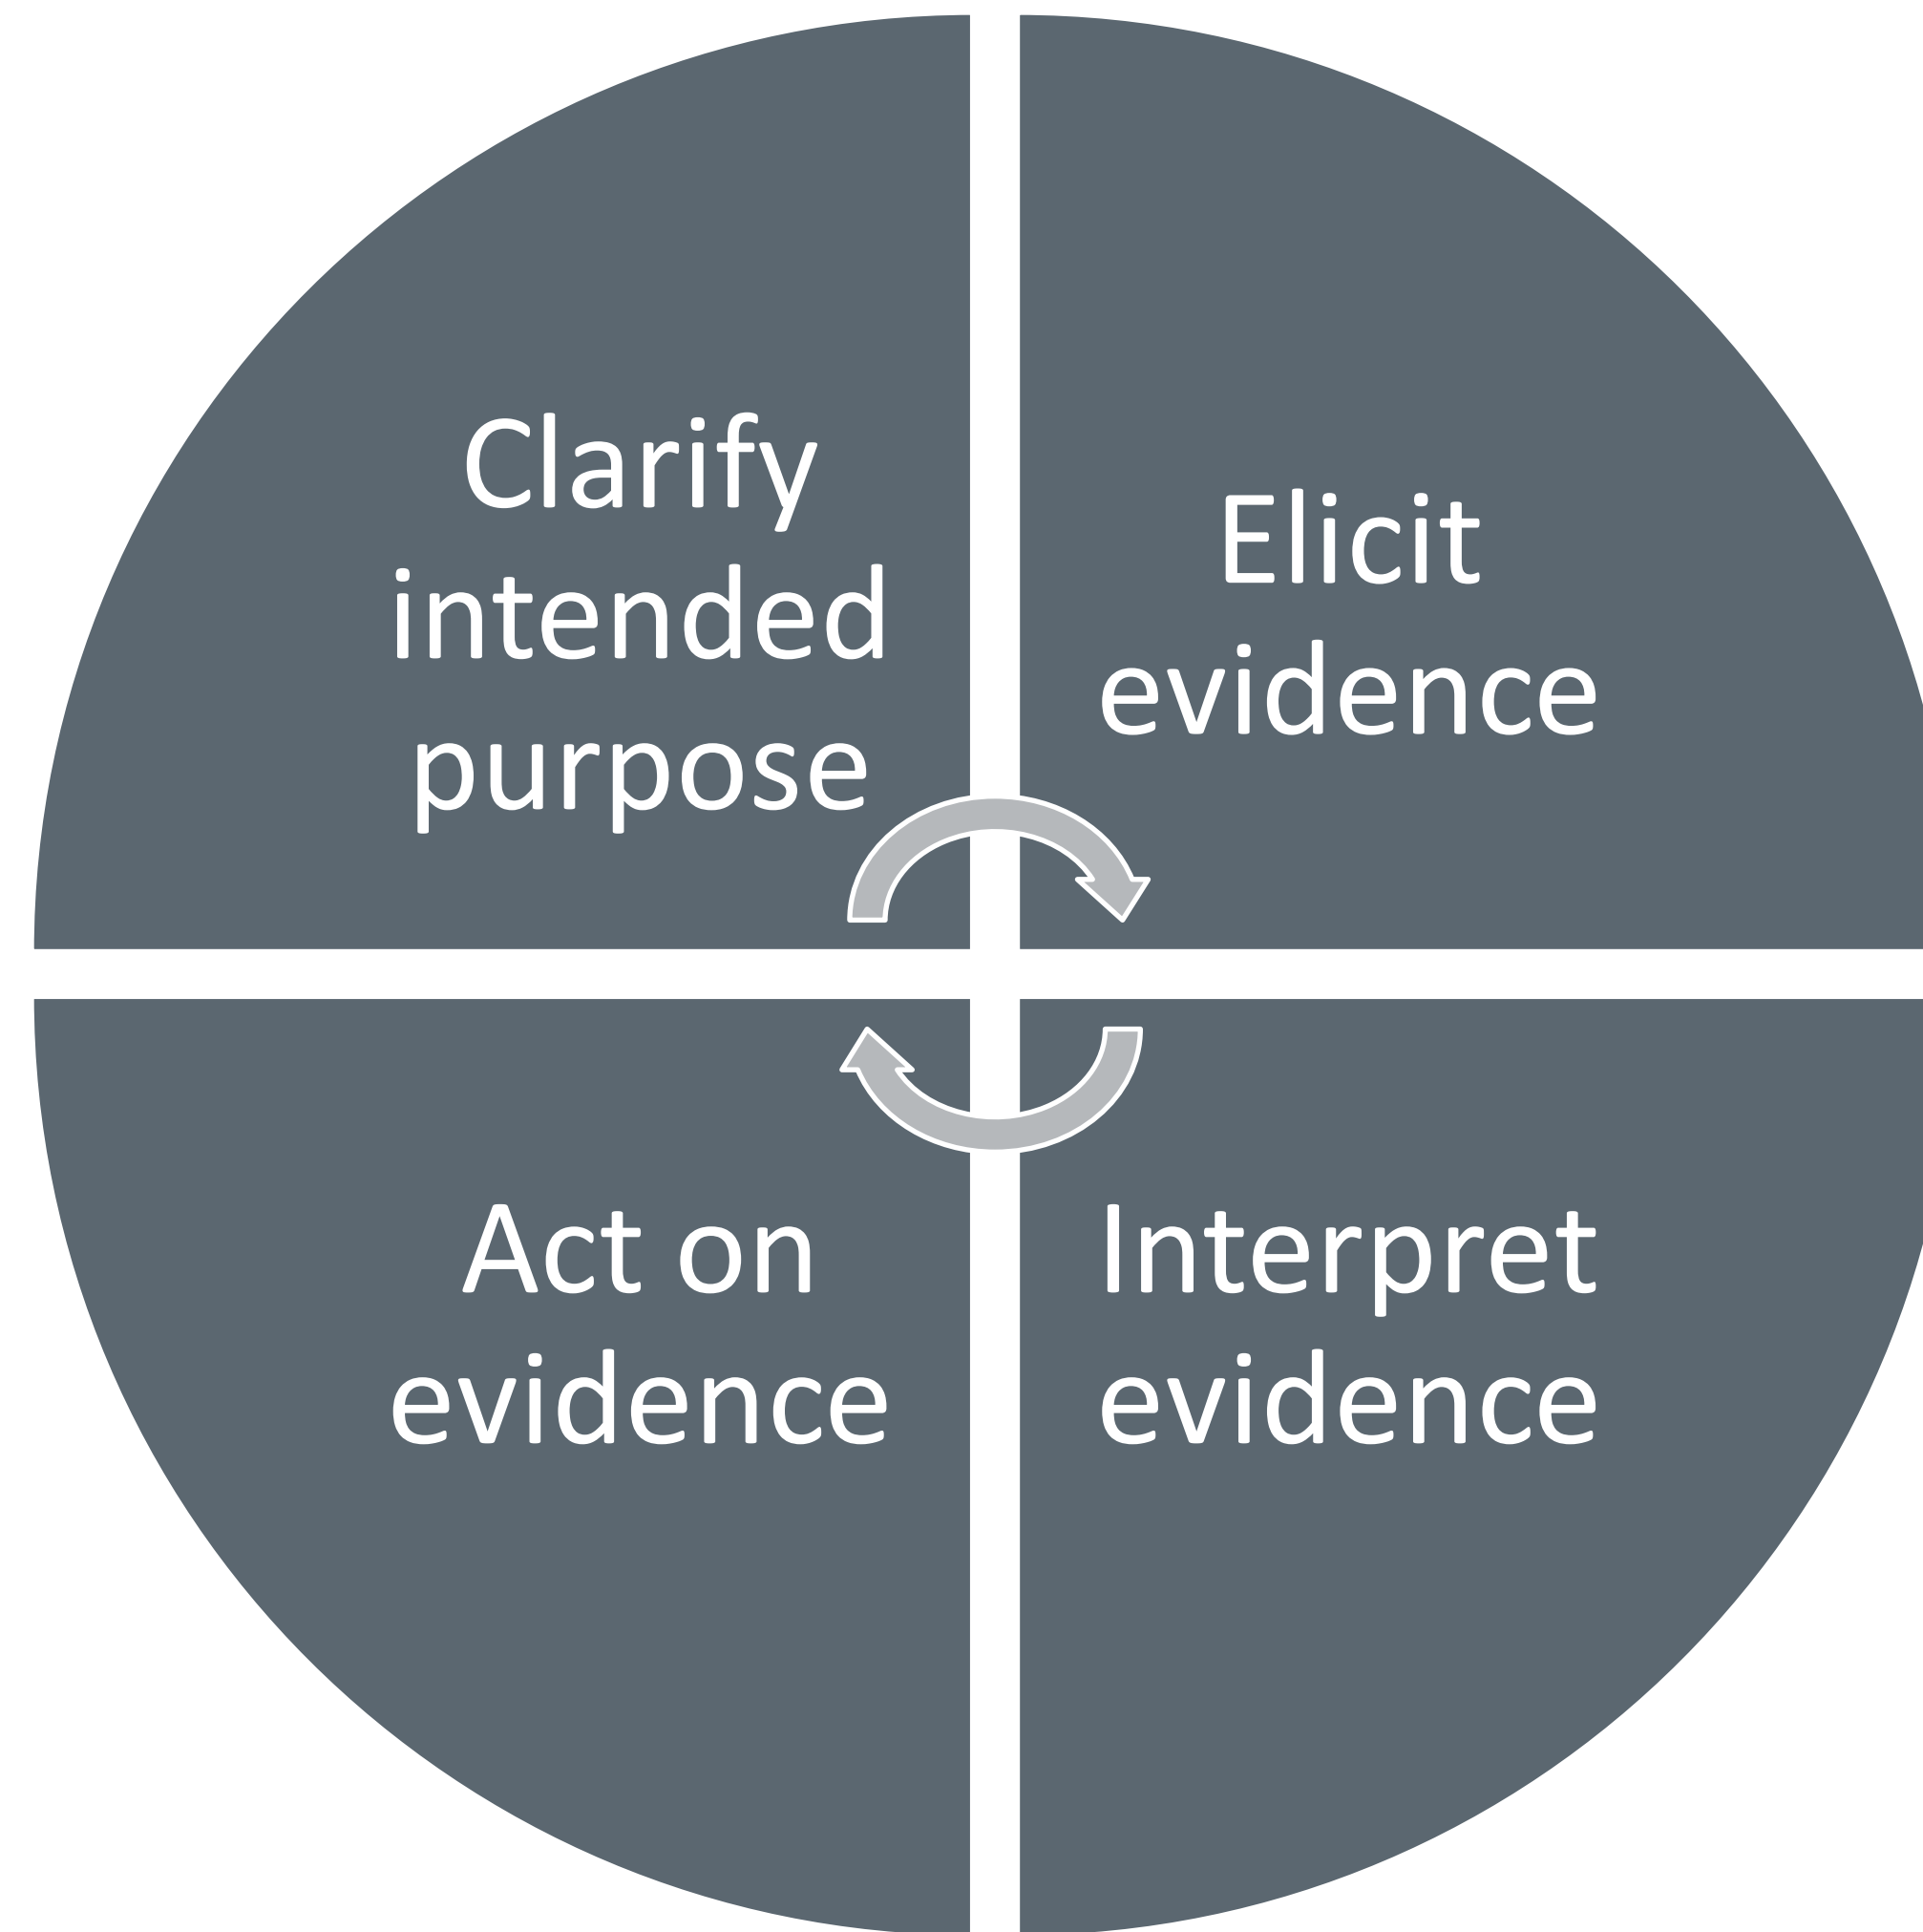 Clarify
intended
purpose
Elicit
evidence
Act on
evidence
Interpret
evidence